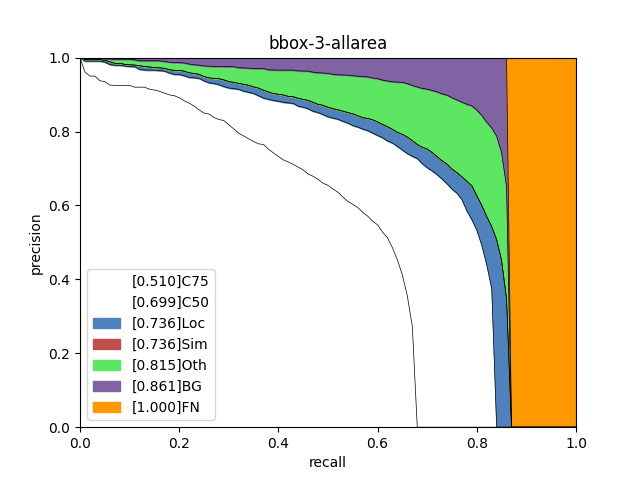 bbox-3-allarea
1.0
0.8
0.6
0.4
0.2
0.0
precision
[0.510]C75
[0.699]C50
[0.736]Loc
[0.736]Sim
[0.815]Oth
[0.861]BG
[1.000]FN
0.0 0.2 0.4 0.6 0.8 1.0
recall